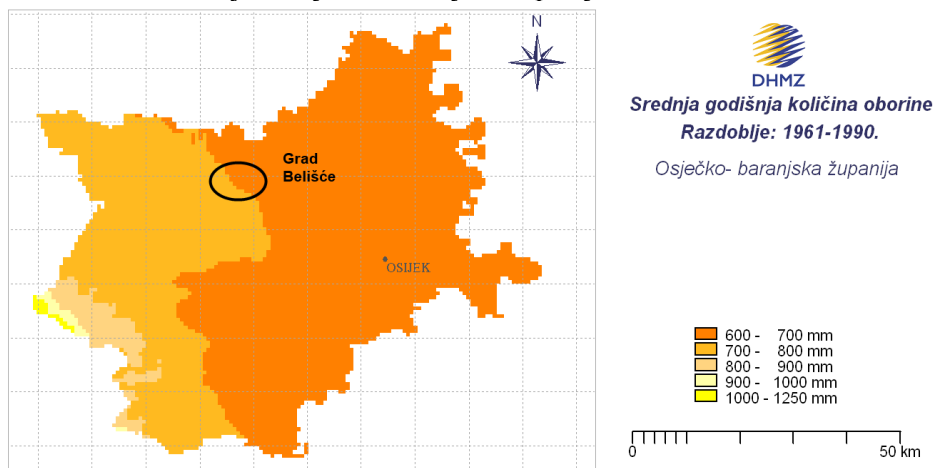 N
Grad
Belišće
OSIJEK
DHMZ
Srednja godišnja količina oborine
Razdoblje: 1961-1990.
Osječko- baranjska županija
600 - 700 mm
700 - 800 mm
800 - 900 mm
900 - 1000 mm
1000 - 1250 mm
0 50 km